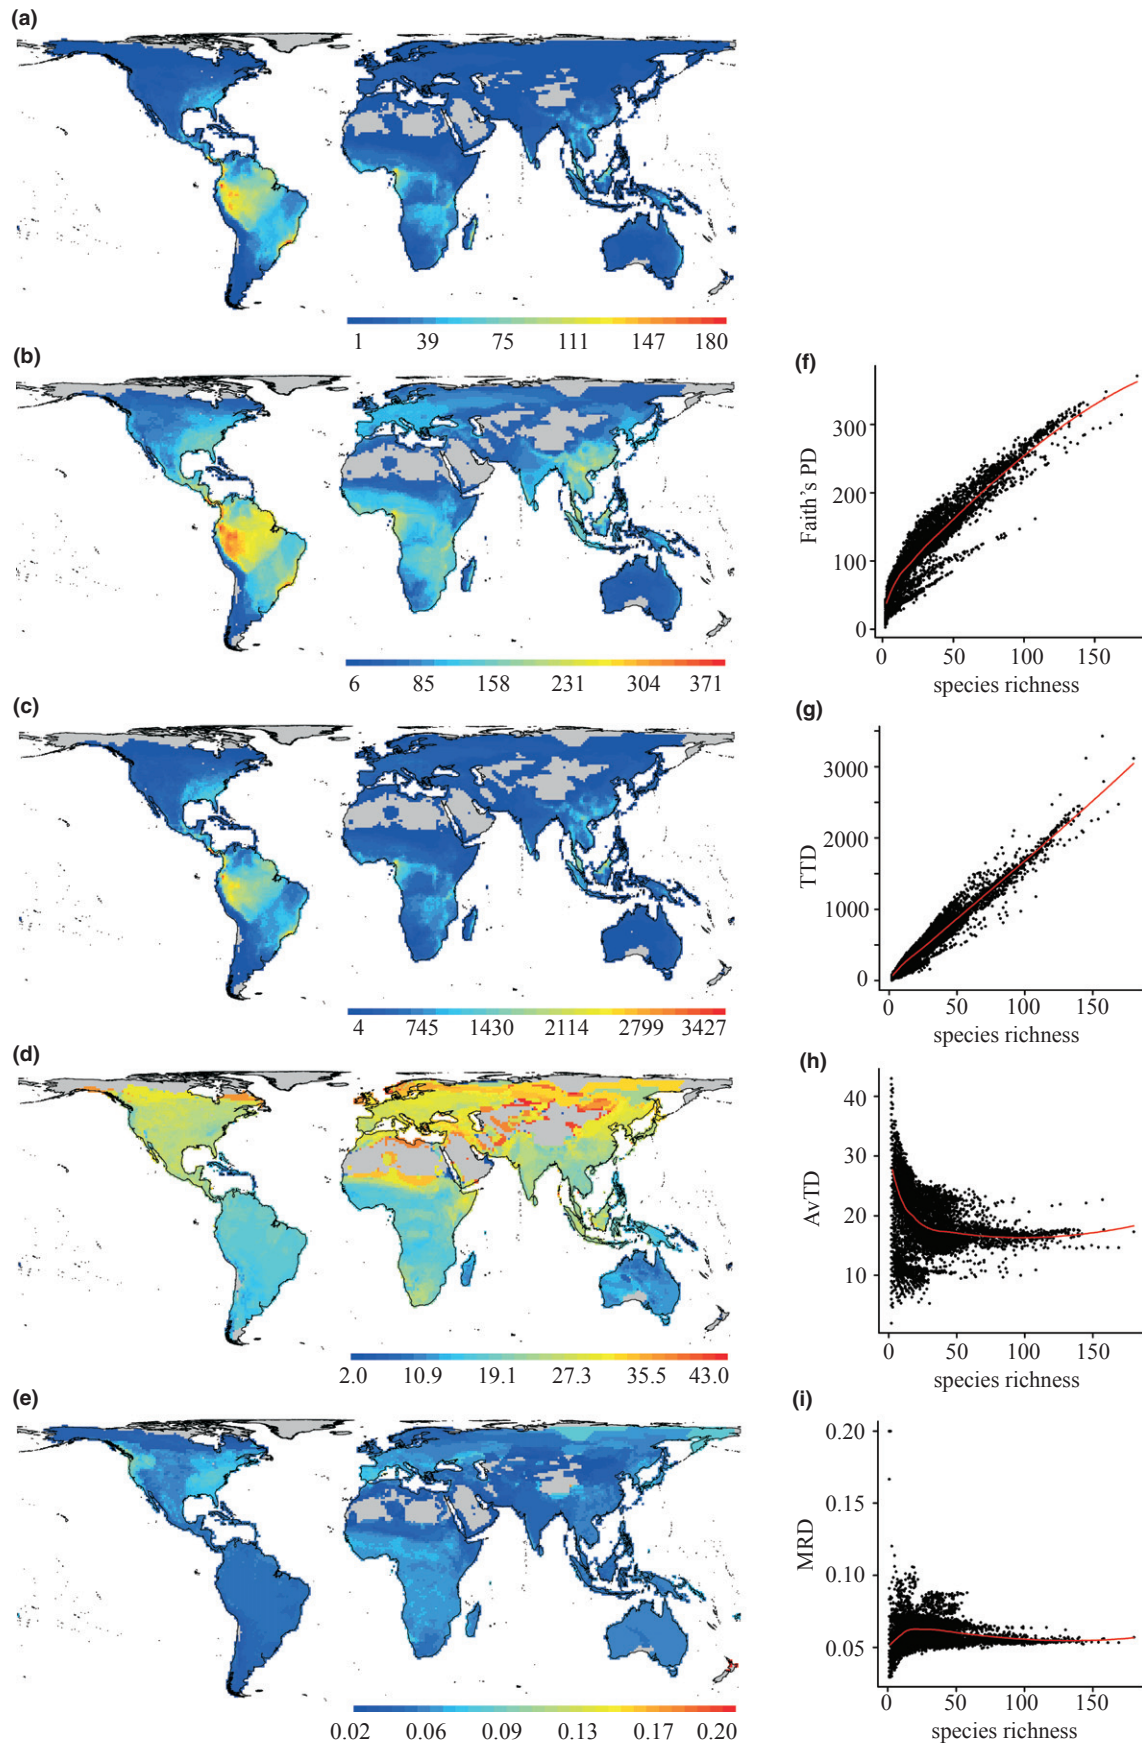 (a)
1 39 75 111 147 180
(b)
6 85 158 231 304 371
(f)
Faith's PD
300
200
100
0
0 50 100 150
species richness
(c)
4 745 1430 2114 2799 3427
(g)
TTD
3000
2000
1000
0
0 50 100 150
species richness
(d)
2.0 10.9 19.1 27.3 35.5 43.0
(h)
AvTD
40
30
20
10
0 50 100 150
species richness
(e)
0.02 0.06 0.09 0.13 0.17 0.20
(i)
MRD
0.20
0.15
0.10
0.05
0 50 100 150
species richness